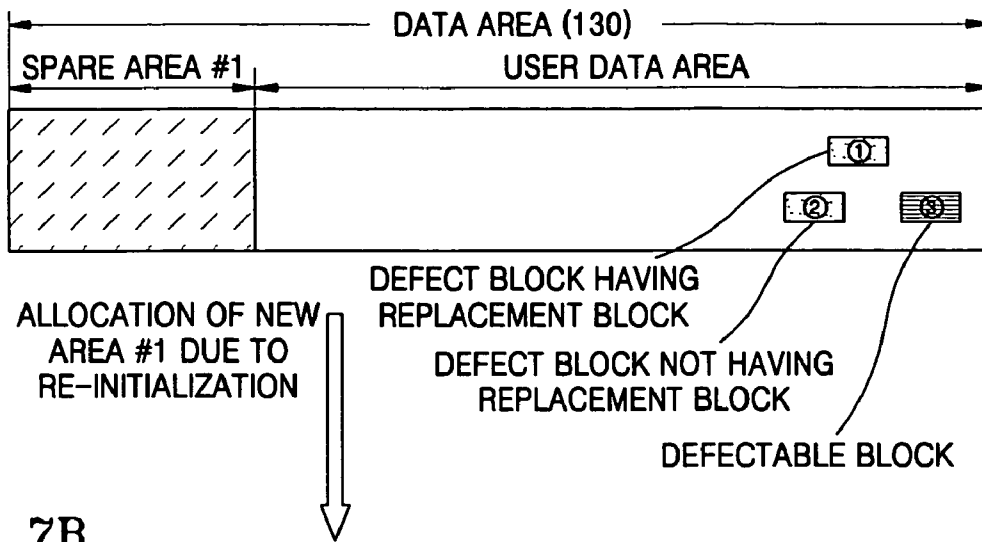 DATA AREA (130)
SPARE AREA #1 USER DATA AREA
①
② ③
DEFECT BLOCK HAVING
REPLACEMENT BLOCK
ALLOCATION OF NEW
AREA #1 DUE TO
RE-INITIALIZATION
DEFECT BLOCK NOT HAVING
REPLACEMENT BLOCK
DEFECTABLE BLOCK
7B